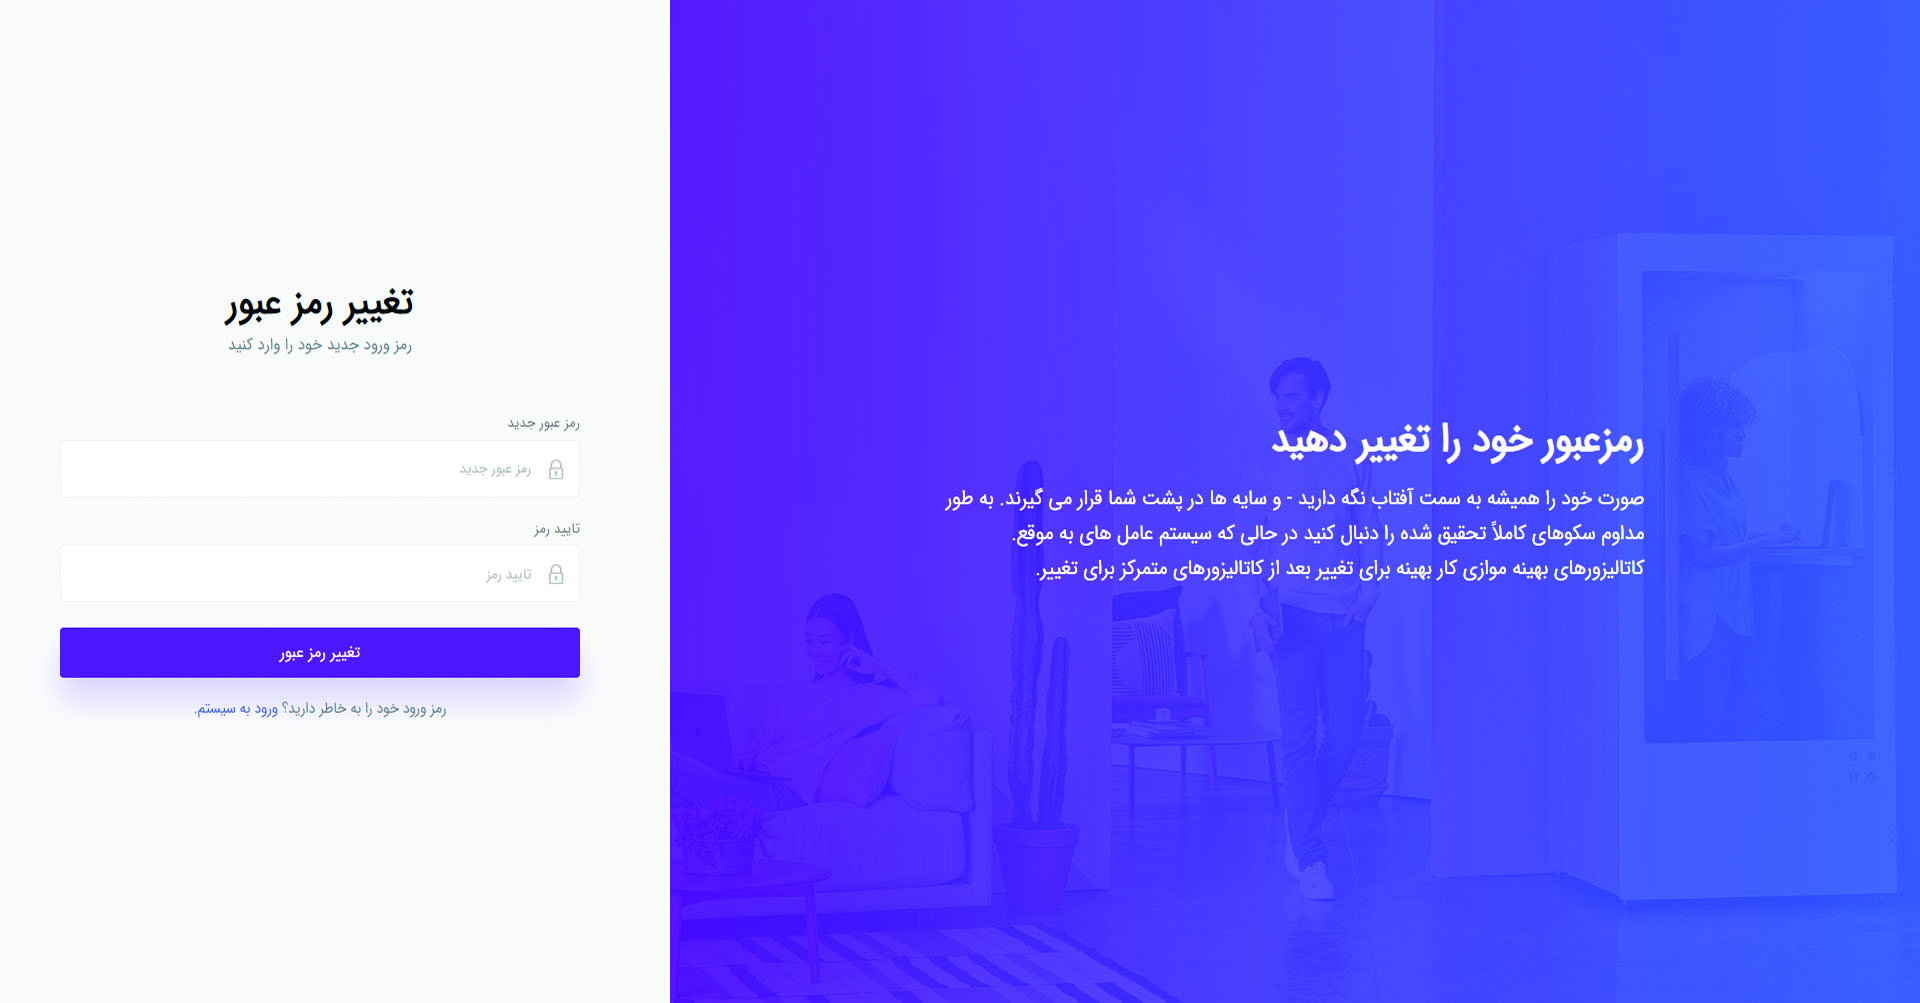 تغییر رمز عبور
رمز ورود جدید خود را وارد کنید
رمز عبور جدید
رمز عبور جدید
تایید رمز
تایید رمز
تغییر رمز عبور
رمز ورود خود را به خاطر دارید؟ ورود به سیستم.
رمزعبور خود را تغییر دهید
صورت خود را همیشه به سمت آفتاب نگه دارید - و سایه ها در پشت شما قرار می گیرند. به طور
مداوم سکوهای کاملاً تحقیق شده را دنبال کنید در حالی که سیستم عامل های به موقع.
کاتالیزورهای بهینه موازی کار بهینه برای تغییر بعد از کاتالیزورهای متمرکز برای تغییر.